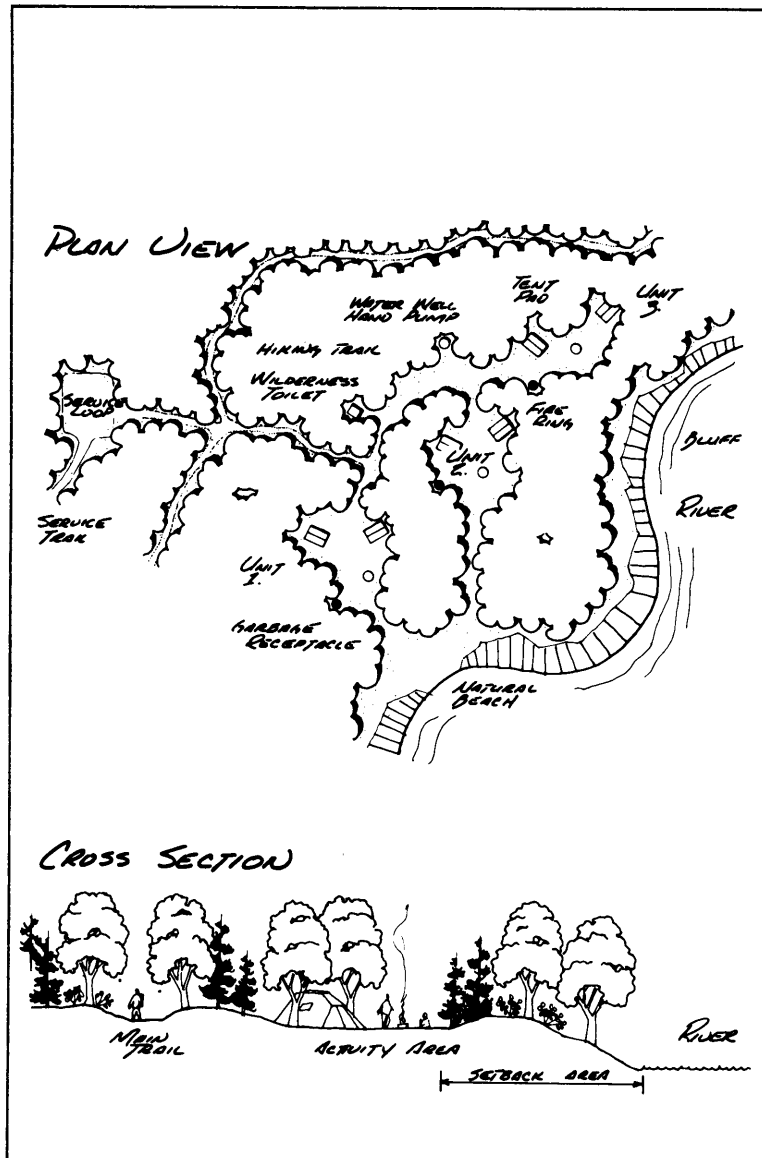 PLAN VIEW
TENT
PAD
UNIT
3.
WATER WELL
HAND PUMP
HIKING TRAIL
WILDERNESS
TOILET
SERVICE
LOOP
FIRE
RING
BLUFF
UNIT
2.
RIVER
SERVICE
TRAIL
UNIT
1.
GARBAGE
RECEPTACLE
NATURAL
BEACH
CROSS SECTION
MAIN
TRAIL
ACTIVITY AREA
RIVER
SETBACK AREA